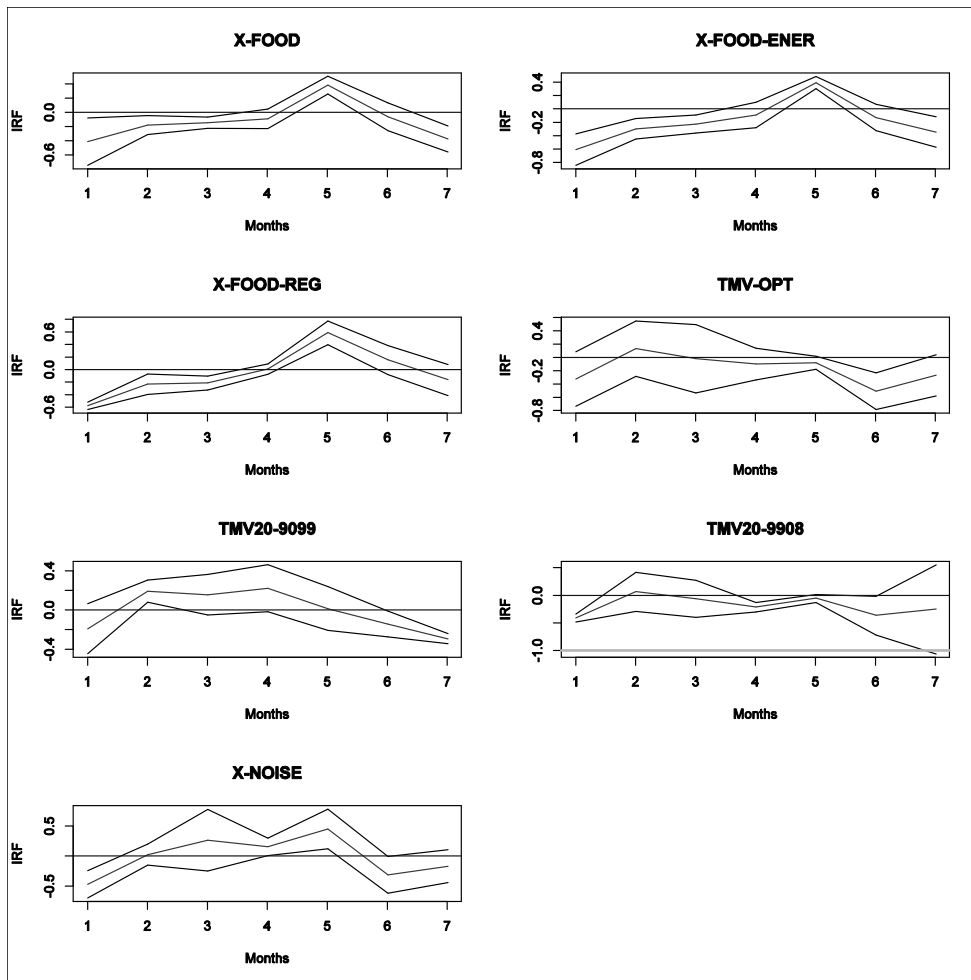 X-FOOD
IRF
0.0
-0.6
1 2 3 4 5 6 7
Months
X-FOOD-ENER
IRF
0.4
-0.2
-0.8
1 2 3 4 5 6 7
Months
X-FOOD-REG
IRF
0.6
0.0
-0.6
1 2 3 4 5 6 7
Months
TMV-OPT
IRF
0.4
-0.2
-0.8
1 2 3 4 5 6 7
Months
TMV20-9099
IRF
0.4
0.0
-0.4
1 2 3 4 5 6 7
Months
TMV20-9908
IRF
0.0
-1.0
1 2 3 4 5 6 7
Months
X-NOISE
IRF
0.5
-0.5
1 2 3 4 5 6 7
Months